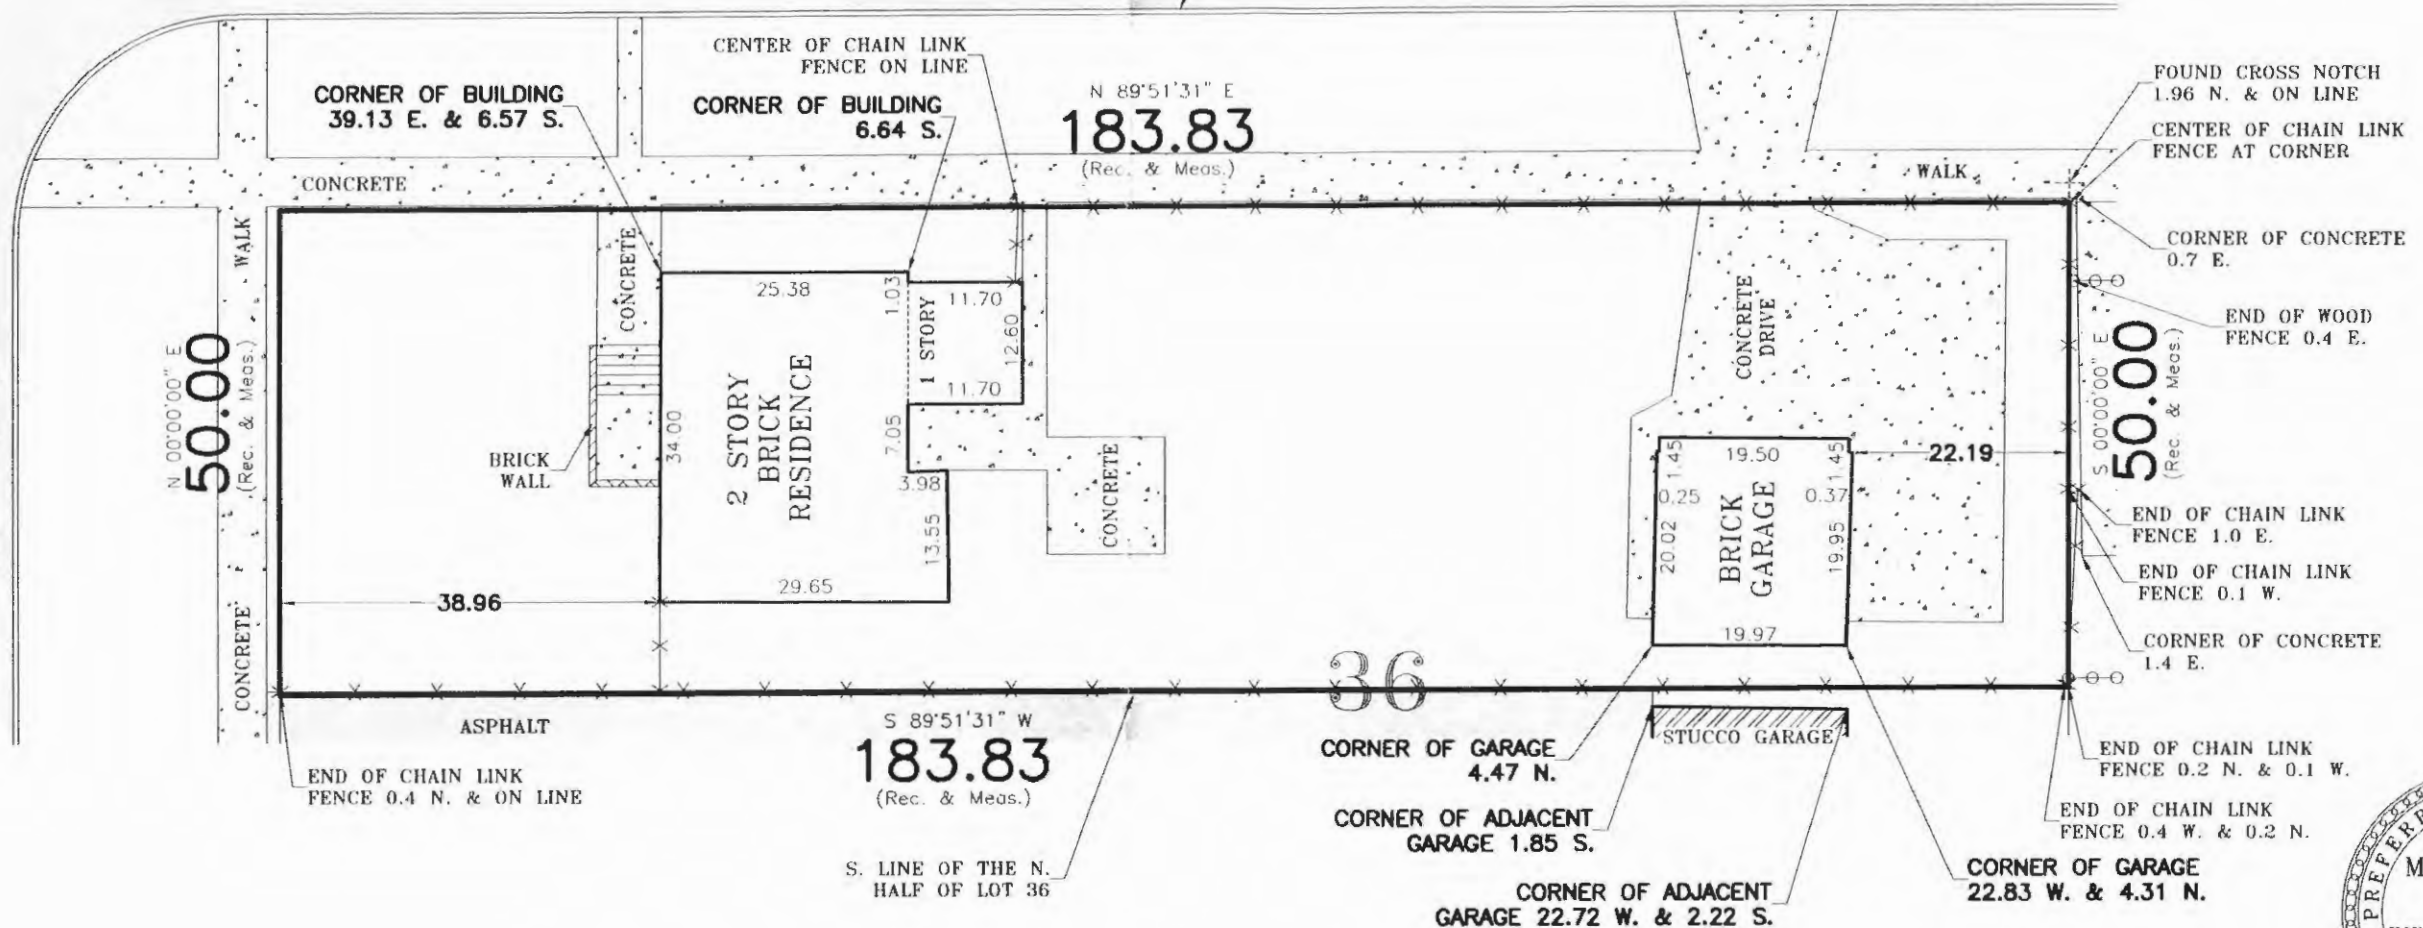 CENTER OF CHAIN LINK
FENCE ON LINE
CORNER OF BUILDING
39.13 E. & 6.57 S.
CORNER OF BUILDING
6.64 S.
N 89°51'31" E
183.83
(Rec. & Meas.)
FOUND CROSS NOTCH
1.96 N. & ON LINE
CENTER OF CHAIN LINK
FENCE AT CORNER
CONCRETE
WALK
WALK
CONCRETE
CORNER OF CONCRETE
0.7 E.
END OF WOOD
FENCE 0.4 E.
N 00°00'00" E
50.00
(Rec. & Meas.)
25.38
1.03
11.70
1 STORY
12.60
11.70
2 STORY
BRICK
RESIDENCE
34.00
7.05
3.98
13.55
29.65
BRICK
WALL
CONCRETE
CONCRETE
DRIVE
1.45
19.50
1.45
0.25
0.37
20.02
BRICK
GARAGE
19.95
19.97
22.19
S 00°00'00" E
50.00
(Rec. & Meas.)
END OF CHAIN LINK
FENCE 1.0 E.
END OF CHAIN LINK
FENCE 0.1 W.
CORNER OF CONCRETE
1.4 E.
38.96
CONCRETE
36
ASPHALT
S 89°51'31" W
183.83
(Rec. & Meas.)
STUCCO GARAGE
END OF CHAIN LINK
FENCE 0.4 N. & ON LINE
CORNER OF GARAGE
4.47 N.
END OF CHAIN LINK
FENCE 0.2 N. & 0.1 W.
CORNER OF ADJACENT
GARAGE 1.85 S.
END OF CHAIN LINK
FENCE 0.4 W. & 0.2 N.
S. LINE OF THE N.
HALF OF LOT 36
CORNER OF GARAGE
22.83 W. & 4.31 N.
CORNER OF ADJACENT
GARAGE 22.72 W. & 2.22 S.
PREFERR
M